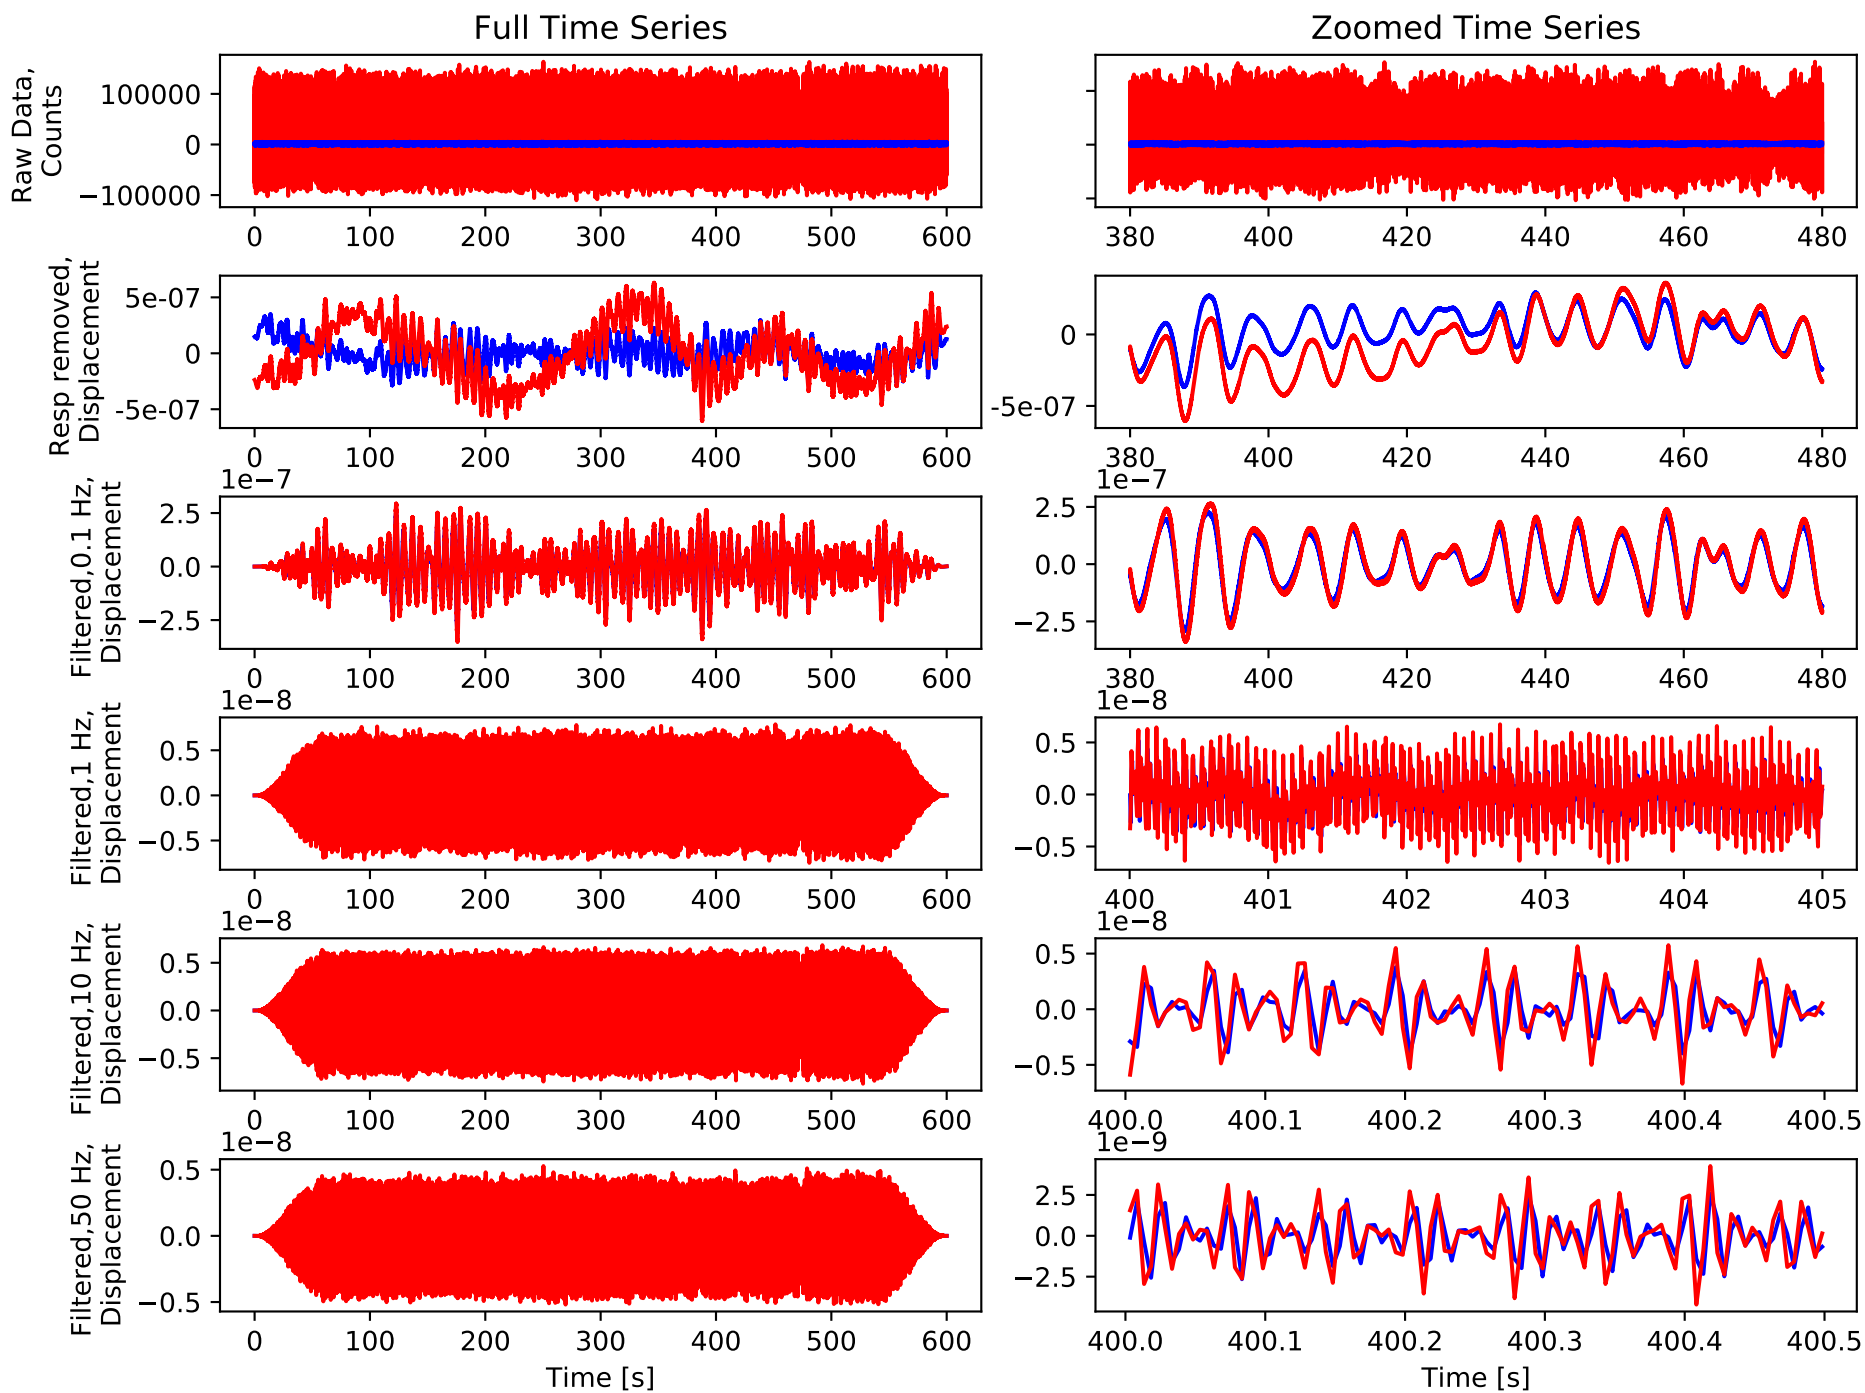 Full Time Series
Zoomed Time Series
Raw Data,
Counts
100000
0
−100000
0 100 200 300 400 500 600
380 400 420 440 460 480
Resp removed,
Displacement
5e-07
0
-5e-07
0 100 200 300 400 500 600
0
-5e-07
380 400 420 440 460 480
Filtered,0.1 Hz,
Displacement
1e−7
2.5
0.0
−2.5
0 100 200 300 400 500 600
1e−7
2.5
0.0
−2.5
380 400 420 440 460 480
Filtered,1 Hz,
Displacement
1e−8
0.5
0.0
−0.5
0 100 200 300 400 500 600
1e−8
0.5
0.0
−0.5
400 401 402 403 404 405
Filtered,10 Hz,
Displacement
1e−8
0.5
0.0
−0.5
0 100 200 300 400 500 600
1e−8
0.5
0.0
−0.5
400.0 400.1 400.2 400.3 400.4 400.5
Filtered,50 Hz,
Displacement
1e−8
0.5
0.0
−0.5
0 100 200 300 400 500 600
Time [s]
1e−9
2.5
0.0
−2.5
400.0 400.1 400.2 400.3 400.4 400.5
Time [s]